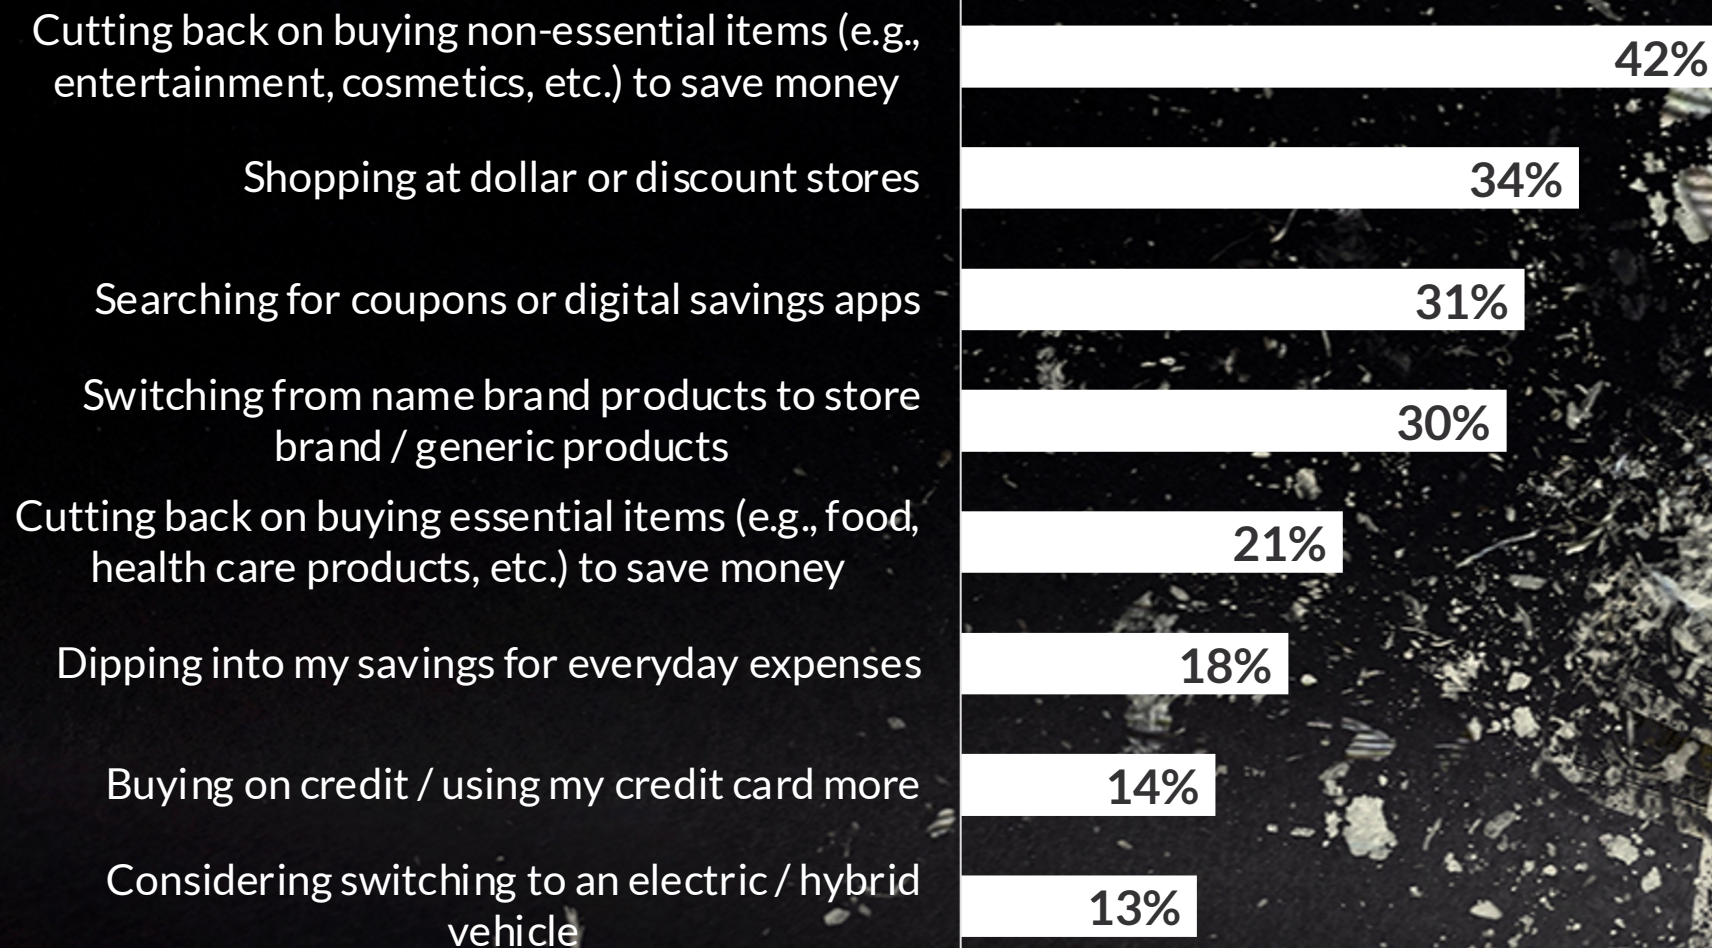 Cutting back on buying non-essential items (e.g.,
entertainment, cosmetics, etc.) to save money
42%
Shopping at dollar or discount stores
34%
Searching for coupons or digital savings apps
31%
Switching from name brand products to store
brand / generic products
30%
Cutting back on buying essential items (e.g., food,
health care products, etc.) to save money
21%
Dipping into my savings for everyday expenses
18%
Buying on credit / using my credit card more
14%
Considering switching to an electric / hybrid
vehicle
13%